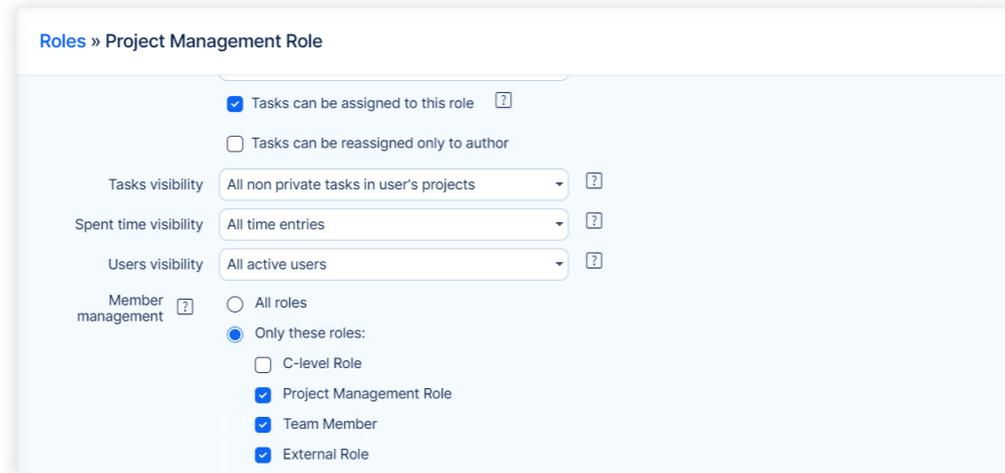 Roles » Project Management Role
Tasks can be assigned to this role ?
Tasks can be reassigned only to author
Tasks visibility All non private tasks in user's projects ?
Spent time visibility All time entries ?
Users visibility All active users ?
Member management ? All roles
Only these roles:
C-level Role
Project Management Role
Team Member
External Role